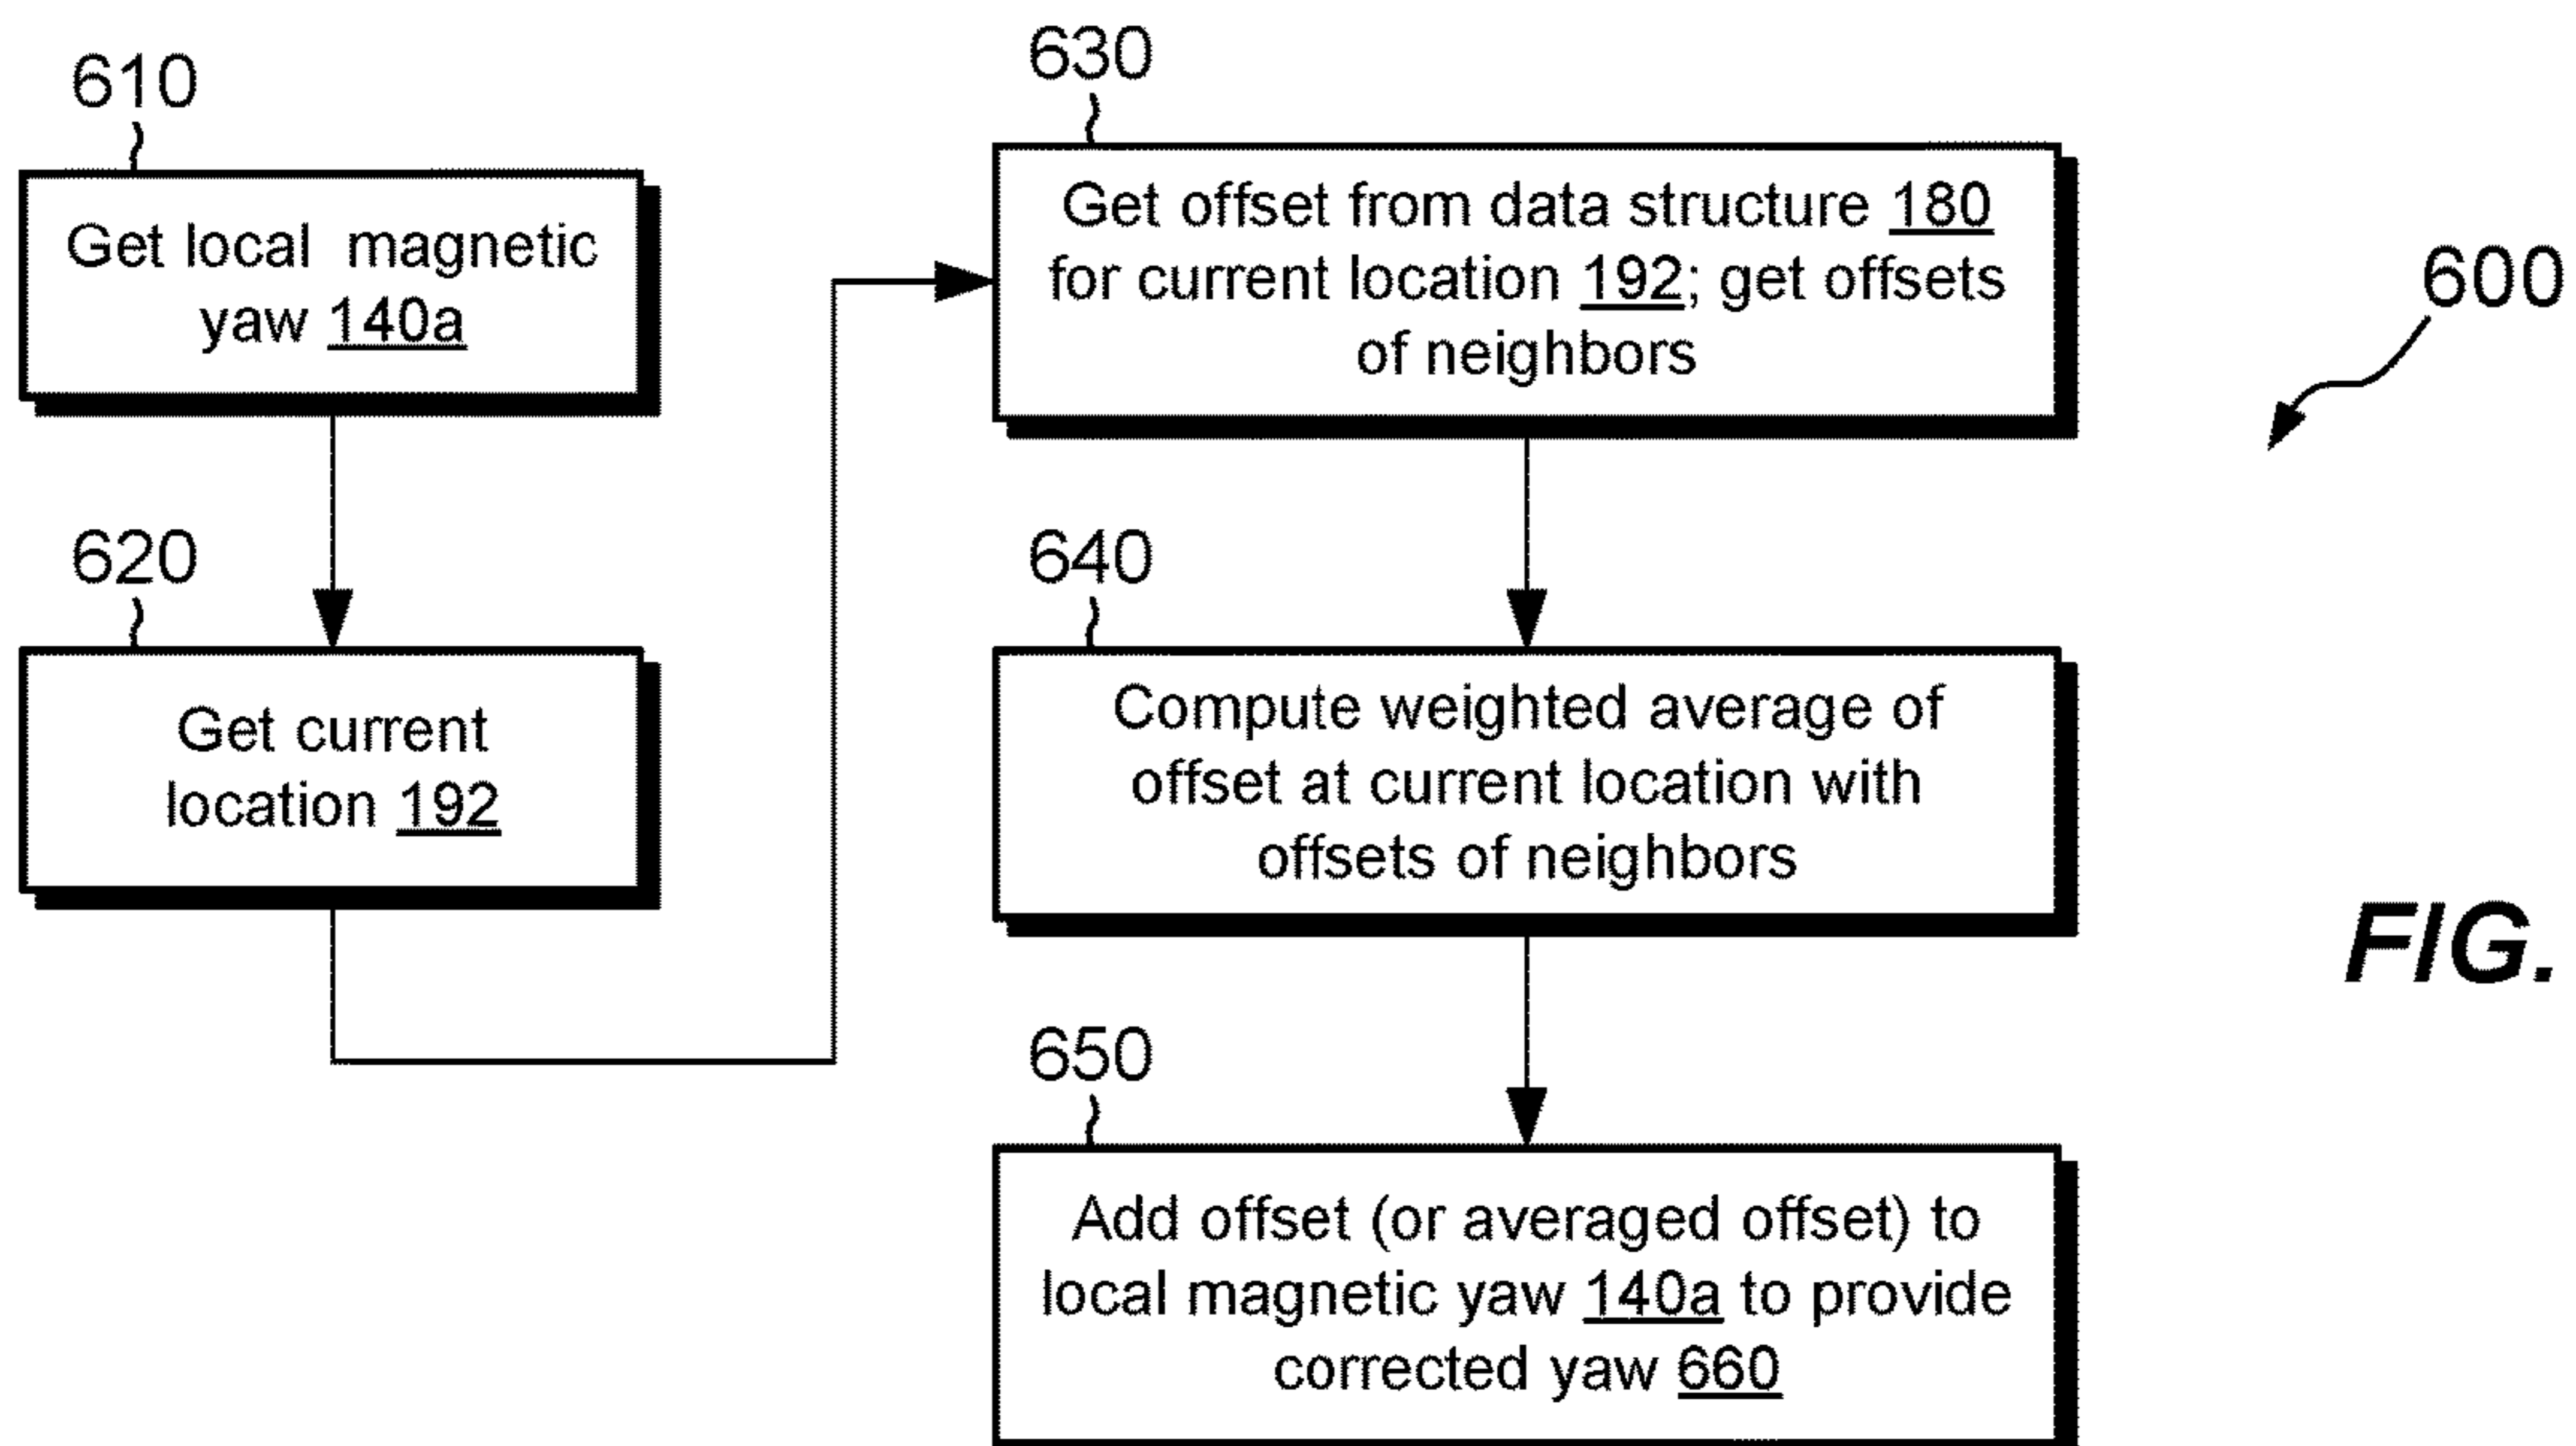 610
Get local magnetic
yaw 140a
620
Get current
location 192
630
Get offset from data structure 180
for current location 192; get offsets
of neighbors
640
Compute weighted average of
offset at current location with
offsets of neighbors
650
Add offset (or averaged offset) to
local magnetic yaw 140a to provide
corrected yaw 660
600
FIG.